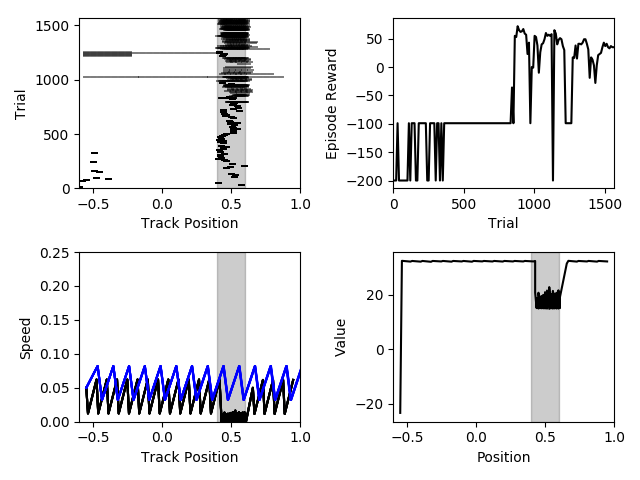 1500
1000
500
0
Trial
−0.5 0.0 0.5 1.0
Track Position
50
0
−50
−100
−150
−200
Episode Reward
0 500 1000 1500
Trial
0.25
0.20
0.15
0.10
0.05
0.00
Speed
−0.5 0.0 0.5 1.0
Track Position
20
0
−20
Value
−0.5 0.0 0.5 1.0
Position